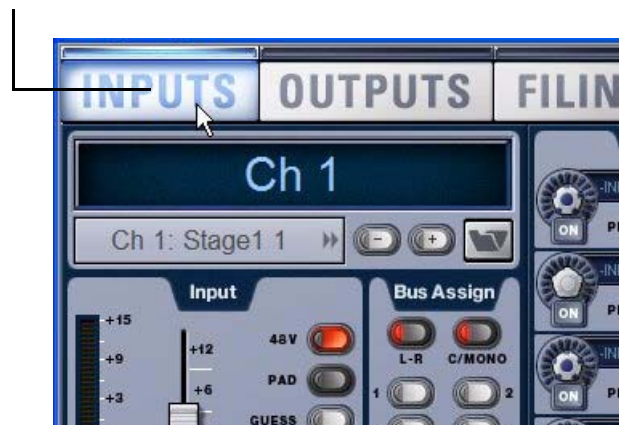 INPUTS OUTPUTS FILIN
Ch 1
Ch 1: Stage1 1 - +
Input Bus Assign
+15
+12 48V
+9
L-R C/MONO
PAD
+6
+3
1 2
GUESS
ON
ON
ON